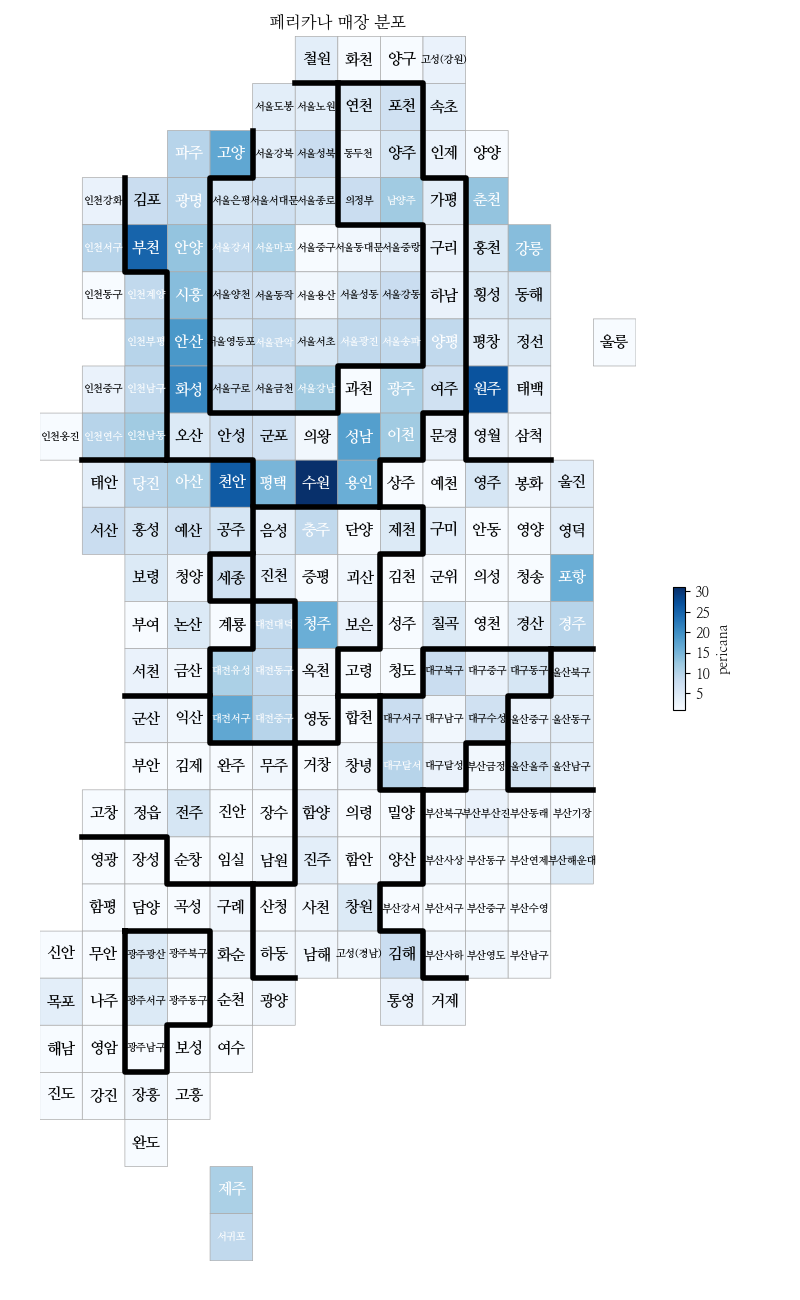 페리카나 매장 분포
철원 화천 양구 고성(강원)
서울도봉 서울노원 연천 포천 속초
파주 고양 서울강북 서울성북 동두천 양주 인제 양양
인천강화 김포 광명 서울은평 서울서대문 서울종로 의정부 남양주 가평 춘천
인천서구 부천 안양 서울강서 서울마포 서울중구 서울동대문 서울중랑 구리 홍천 강릉
인천동구 인천계양 시흥 서울양천 서울동작 서울용산 서울성동 서울강동 하남 횡성 동해
인천부평 안산 서울영등포 서울관악 서울서초 서울광진 서울송파 양평 평창 정선 울릉
인천중구 인천남구 화성 서울구로 서울금천 서울강남 과천 광주 여주 원주 태백
인천옹진 인천연수 인천남동 오산 안성 군포 의왕 성남 이천 문경 영월 삼척
태안 당진 아산 천안 평택 수원 용인 상주 예천 영주 봉화 울진
서산 홍성 예산 공주 음성 충주 단양 제천 구미 안동 영양 영덕
보령 청양 세종 진천 증평 괴산 김천 군위 의성 청송 포항
부여 논산 계룡 대전대덕 청주 보은 성주 칠곡 영천 경산 경주
서천 금산 대전유성 대전동구 옥천 고령 청도 대구북구 대구중구 대구동구 울산북구
군산 익산 대전서구 대전중구 영동 합천 대구서구 대구남구 대구수성 울산중구 울산동구
부안 김제 완주 무주 거창 창녕 대구달서 대구달성 부산금정 울산울주 울산남구
고창 정읍 전주 진안 장수 함양 의령 밀양 부산북구 부산부산진 부산동래 부산기장
영광 장성 순창 임실 남원 진주 함안 양산 부산사상 부산동구 부산연제 부산해운대
함평 담양 곡성 구례 산청 사천 창원 부산강서 부산서구 부산중구 부산수영
신안 무안 광주광산 광주북구 화순 하동 남해 고성(경남) 김해 부산사하 부산영도 부산남구
목포 나주 광주서구 광주동구 순천 광양 통영 거제
해남 영암 광주남구 보성 여수
진도 강진 장흥 고흥
완도
제주
서귀포
30
25
20
15
10
5
pericana